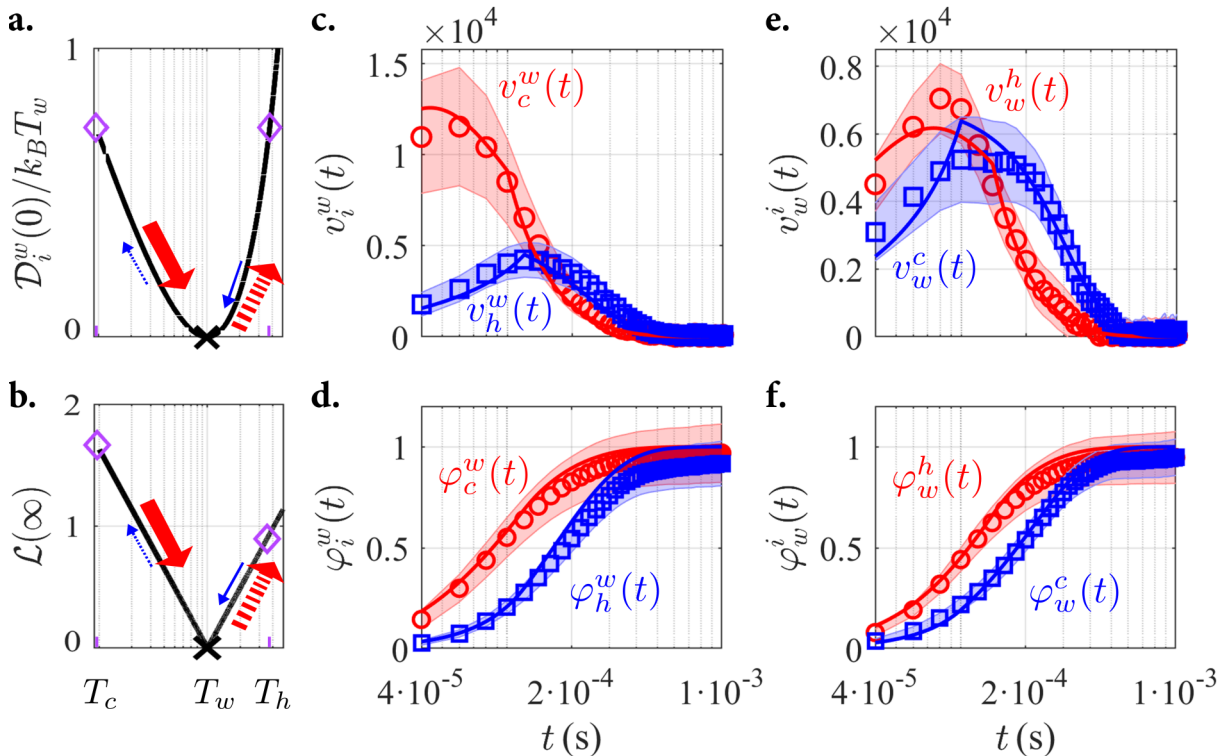 a.
1
0
𝒟_i^w(0)/k_BT_w
b.
2
1
0
ℒ(∞)
T_c
T_w
T_h
c.
×10^4
1.5
1
0.5
0
v_i^w(t)
v_c^w(t)
v_h^w(t)
d.
1
0.5
0
φ_i^w(t)
φ_c^w(t)
φ_h^w(t)
4·10^-5
2·10^-4
1·10^-3
t(s)
e.
×10^4
0.8
0.6
0.4
0.2
0
v_w^i(t)
v_w^h(t)
v_w^c(t)
f.
1
0.5
0
φ_w^i(t)
φ_w^h(t)
φ_w^c(t)
4·10^-5
2·10^-4
1·10^-3
t(s)